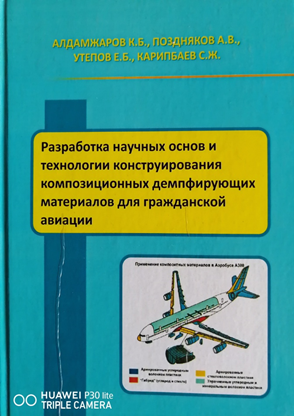 АЛДАМЖАРОВ К.Б., ПОЗДНЯКОВ А.В.,
УТЕПОВ Е.Б., КАРИПБАЕВ С.Ж.
Разработка научных основ и
технологии конструирования
композиционных демпфирующих
материалов для гражданской
авиации
Применение композитных материалов в Аэробусе А380
HUAWEI P30 lite
TRIPLE CAMERA